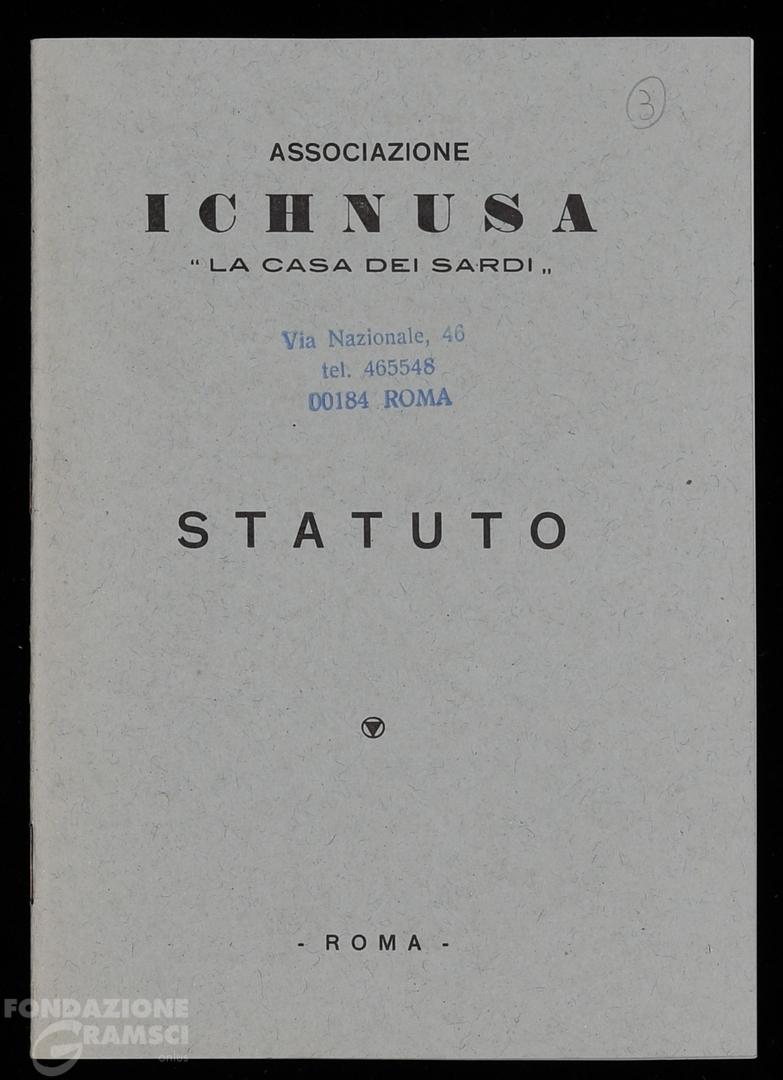 3
ASSOCIAZIONE
ICHNUSA
“ LA CASA DEI SARDI „
Via Nazionale, 46
tel. 465548
00184 ROMA
STATUTO
- ROMA -
FONDAZIONE
GRAMSCI
onlus